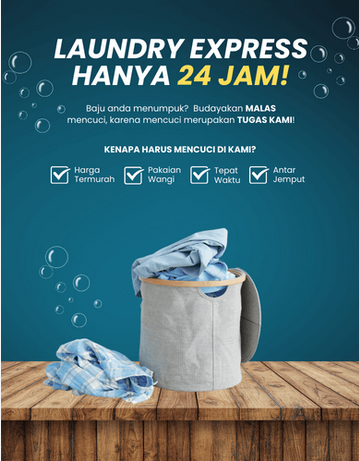 LAUNDRY EXPRESS
HANYA 24 JAM!
Baju anda menumpuk? Budayakan MALAS
mencuci, karena mencuci merupakan TUGAS KAMI!
KENAPA HARUS MENCUCI DI KAMI?
Harga
Termurah
Pakaian
Wangi
Tepat
Waktu
Antar
Jemput